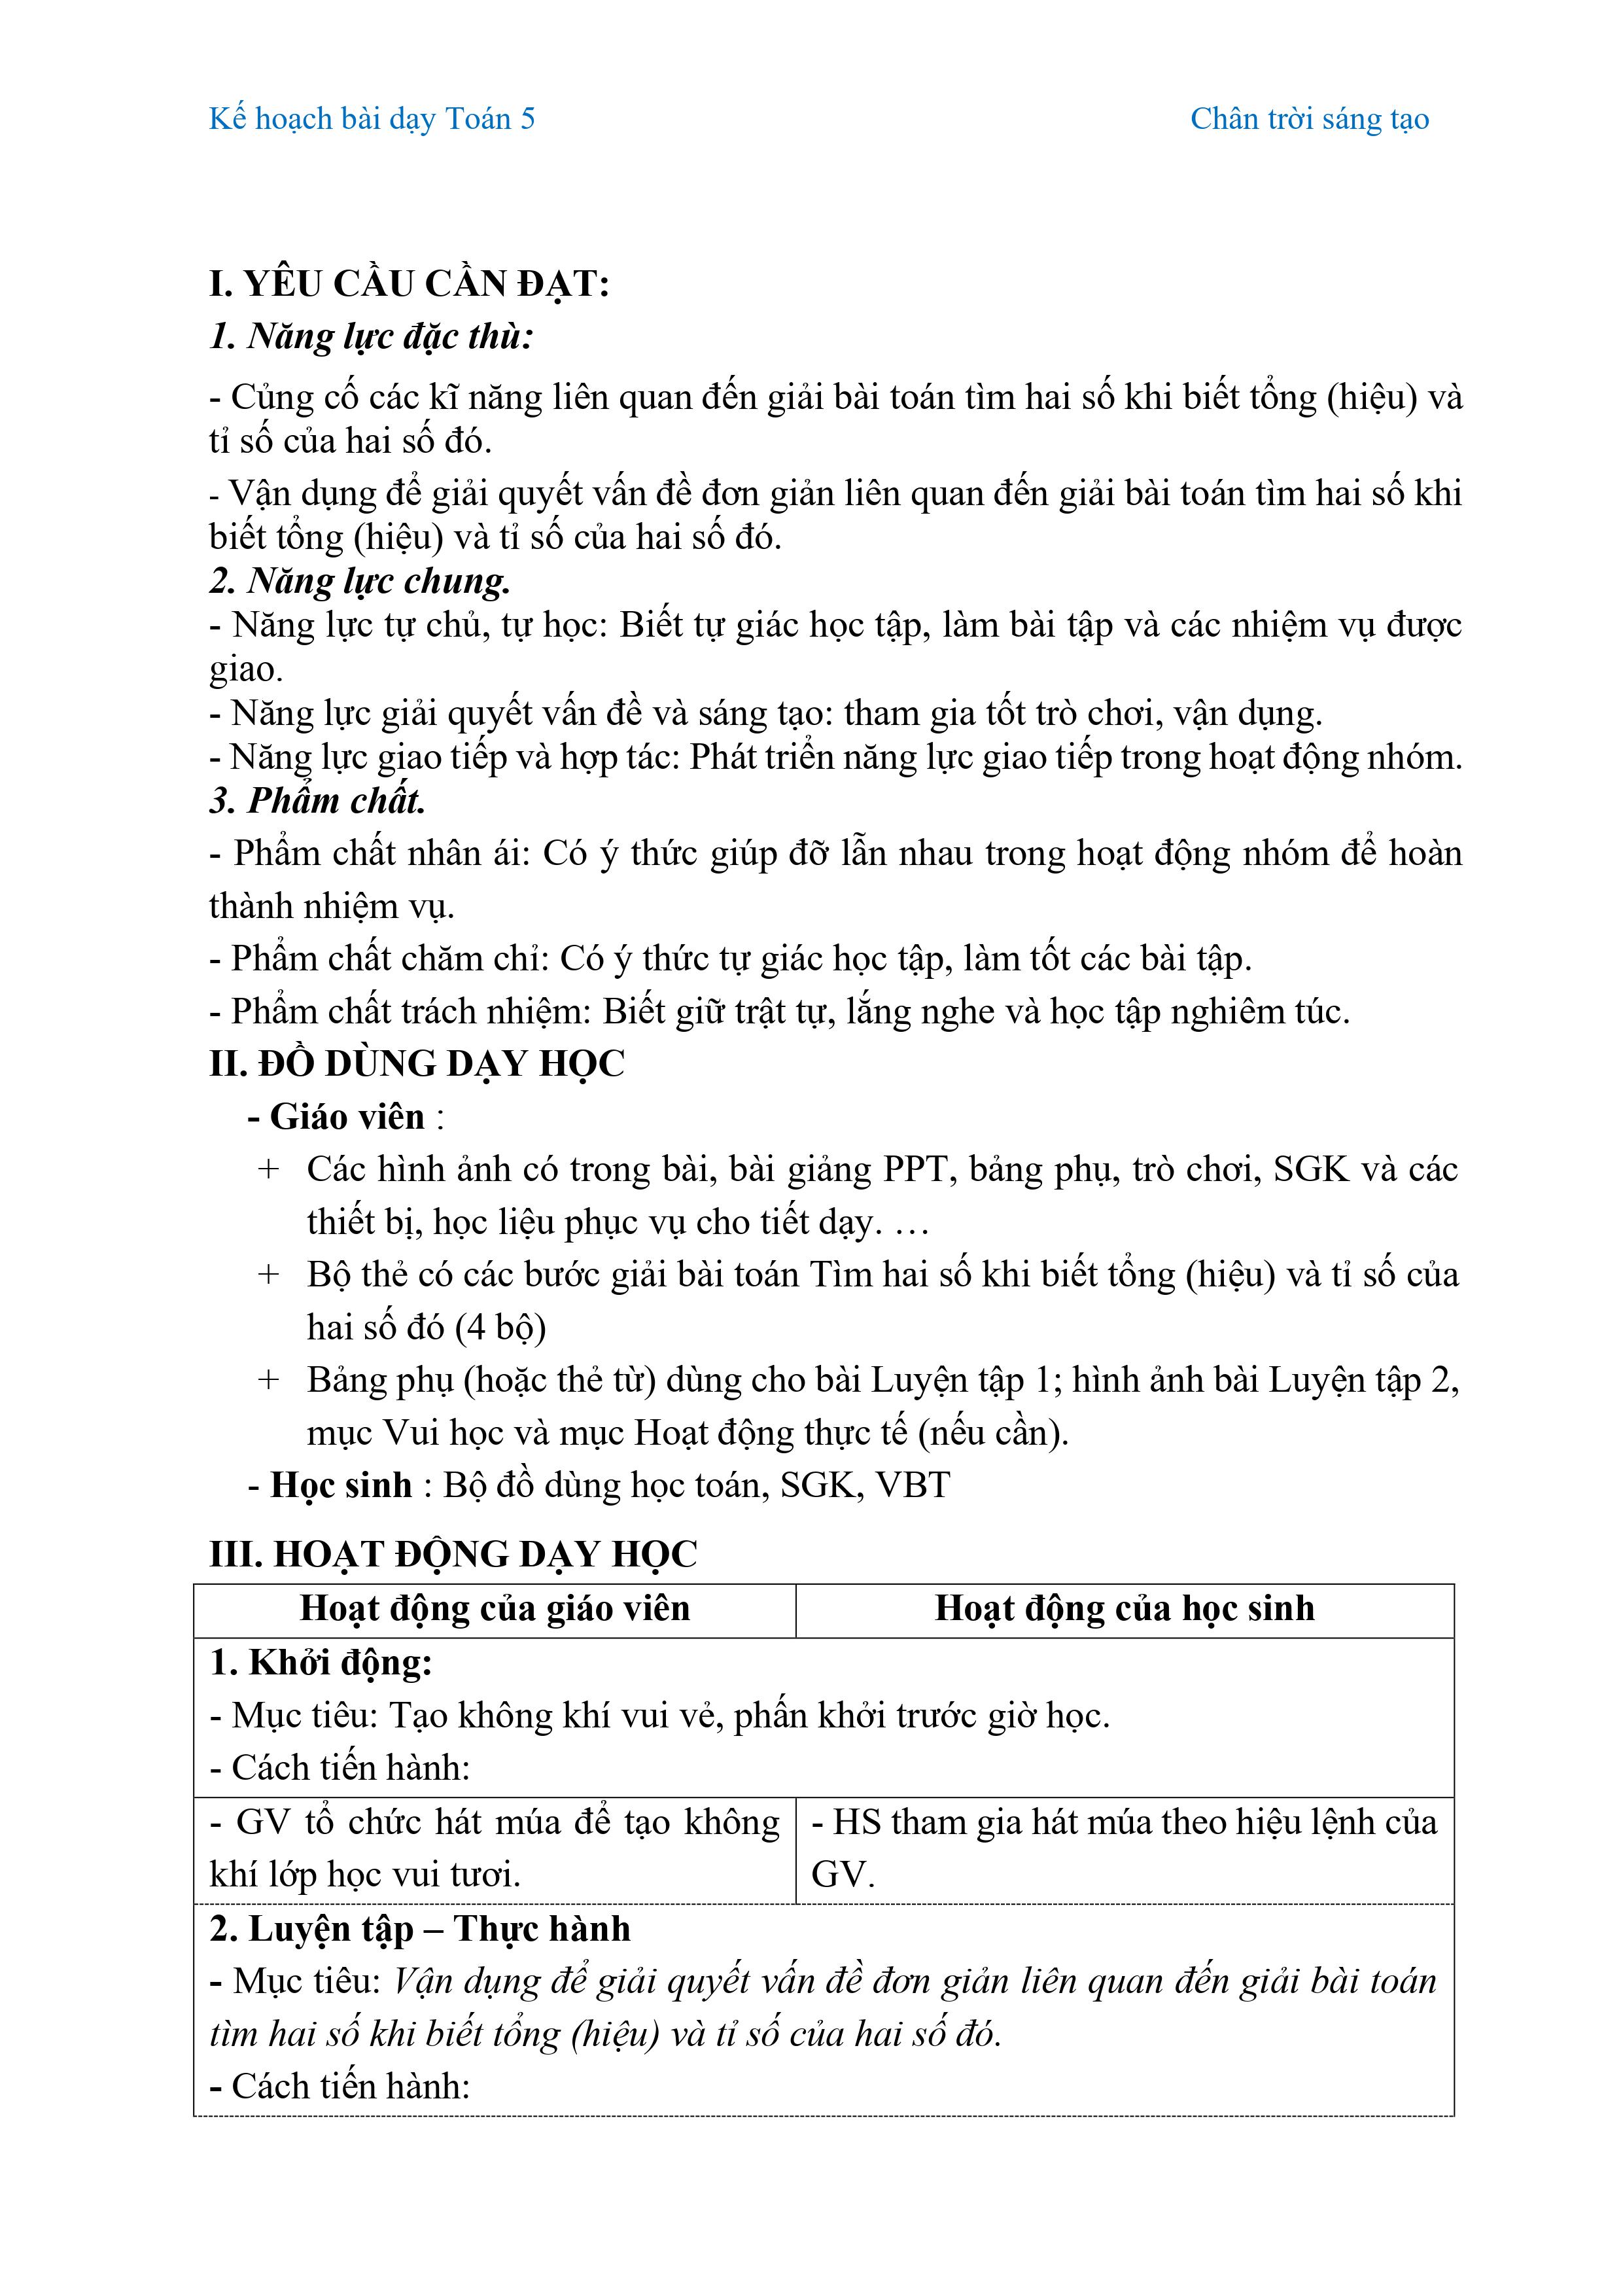 Kế hoạch bài dạy Toán 5 Chân trời sáng tạo
I. YÊU CẦU CẦN ĐẠT:
1. Năng lực đặc thù:
- Củng cố các kĩ năng liên quan đến giải bài toán tìm hai số khi biết tổng (hiệu) và
tỉ số của hai số đó.
- Vận dụng để giải quyết vấn đề đơn giản liên quan đến giải bài toán tìm hai số khi
biết tổng (hiệu) và tỉ số của hai số đó.
2. Năng lực chung.
- Năng lực tự chủ, tự học: Biết tự giác học tập, làm bài tập và các nhiệm vụ được
giao.
- Năng lực giải quyết vấn đề và sáng tạo: tham gia tốt trò chơi, vận dụng.
- Năng lực giao tiếp và hợp tác: Phát triển năng lực giao tiếp trong hoạt động nhóm.
3. Phẩm chất.
- Phẩm chất nhân ái: Có ý thức giúp đỡ lẫn nhau trong hoạt động nhóm để hoàn
thành nhiệm vụ.
- Phẩm chất chăm chỉ: Có ý thức tự giác học tập, làm tốt các bài tập.
- Phẩm chất trách nhiệm: Biết giữ trật tự, lắng nghe và học tập nghiêm túc.
II. ĐỒ DÙNG DẠY HỌC
- Giáo viên :
+ Các hình ảnh có trong bài, bài giảng PPT, bảng phụ, trò chơi, SGK và các
thiết bị, học liệu phục vụ cho tiết dạy. …
+ Bộ thẻ có các bước giải bài toán Tìm hai số khi biết tổng (hiệu) và tỉ số của
hai số đó (4 bộ)
+ Bảng phụ (hoặc thẻ từ) dùng cho bài Luyện tập 1; hình ảnh bài Luyện tập 2,
mục Vui học và mục Hoạt động thực tế (nếu cần).
- Học sinh : Bộ đồ dùng học toán, SGK, VBT
III. HOẠT ĐỘNG DẠY HỌC
Hoạt động của giáo viên Hoạt động của học sinh
1. Khởi động:
- Mục tiêu: Tạo không khí vui vẻ, phấn khởi trước giờ học.
- Cách tiến hành:
- GV tổ chức hát múa để tạo không
khí lớp học vui tươi.
- HS tham gia hát múa theo hiệu lệnh của
GV.
2. Luyện tập – Thực hành
- Mục tiêu: Vận dụng để giải quyết vấn đề đơn giản liên quan đến giải bài toán
tìm hai số khi biết tổng (hiệu) và tỉ số của hai số đó.
- Cách tiến hành: